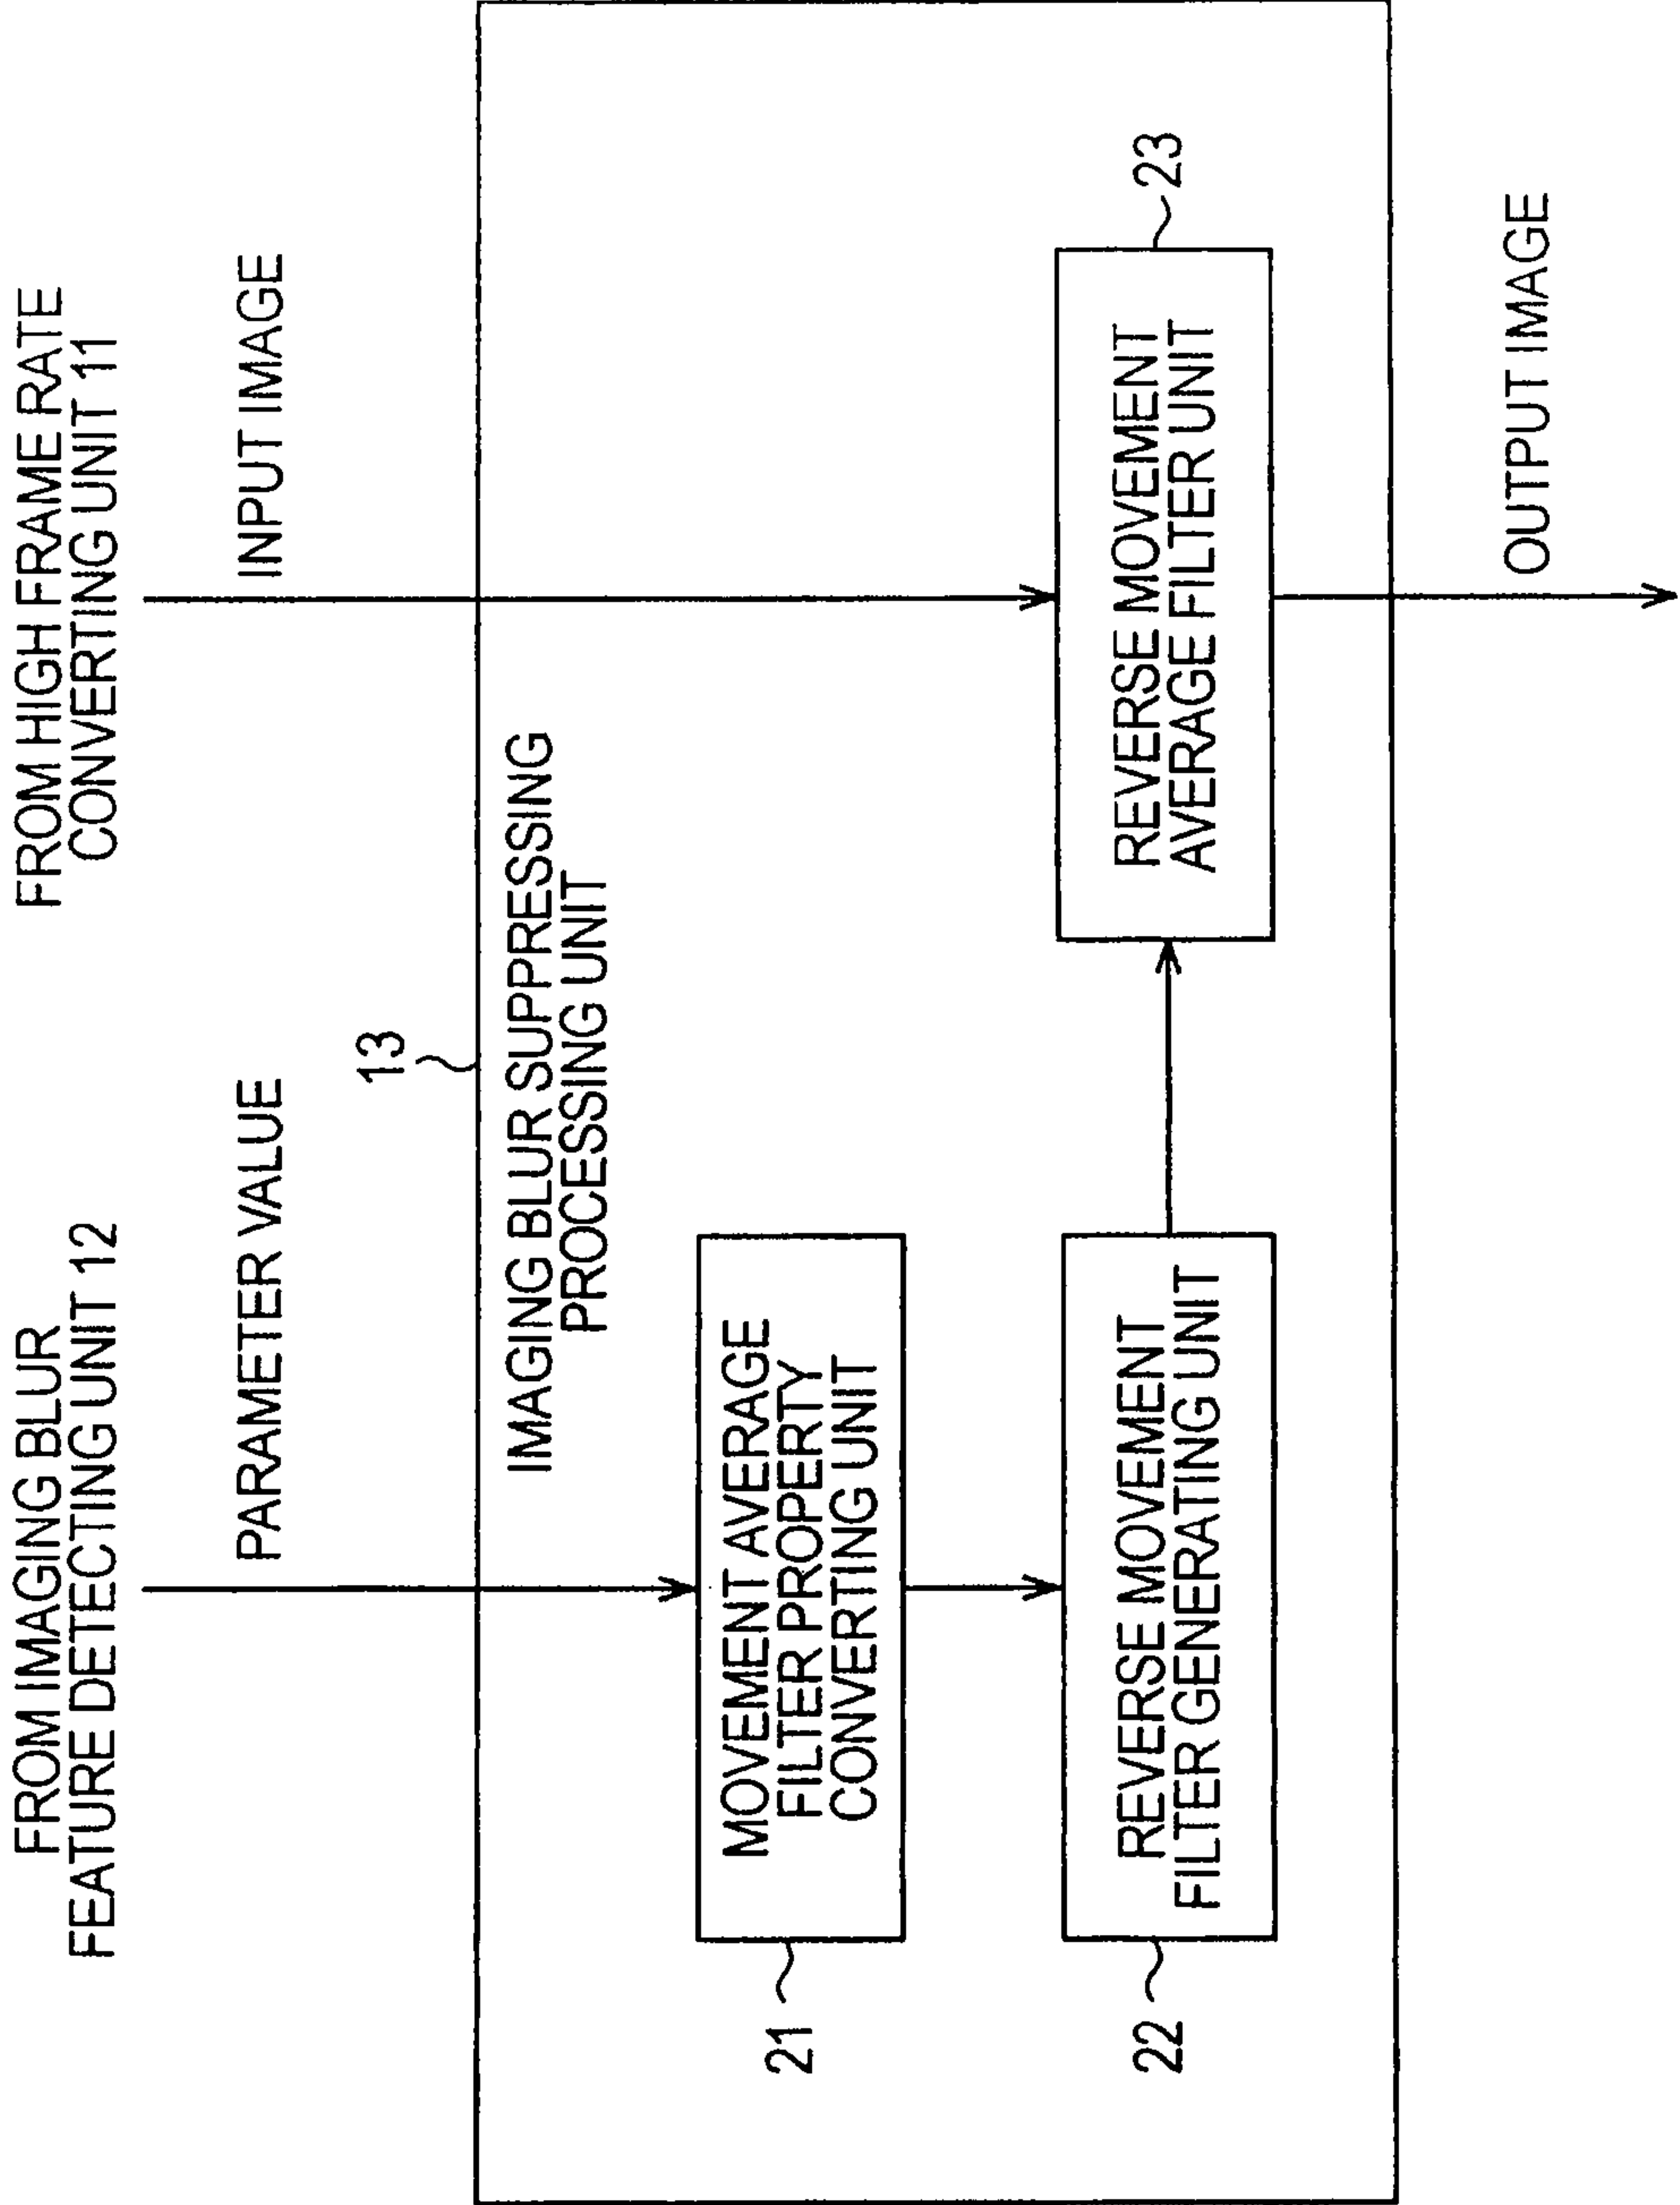 FROM IMAGING BLUR
FEATURE DETECTING UNIT 12
FROM HIGH FRAME RATE
CONVERTING UNIT 11
PARAMETER VALUE
INPUT IMAGE
13
IMAGING BLUR SUPPRESSING
PROCESSING UNIT
21
MOVEMENT AVERAGE
FILTER PROPERTY
CONVERTING UNIT
22
REVERSE MOVEMENT
FILTER GENERATING UNIT
REVERSE MOVEMENT
AVERAGE FILTER UNIT
23
OUTPUT IMAGE